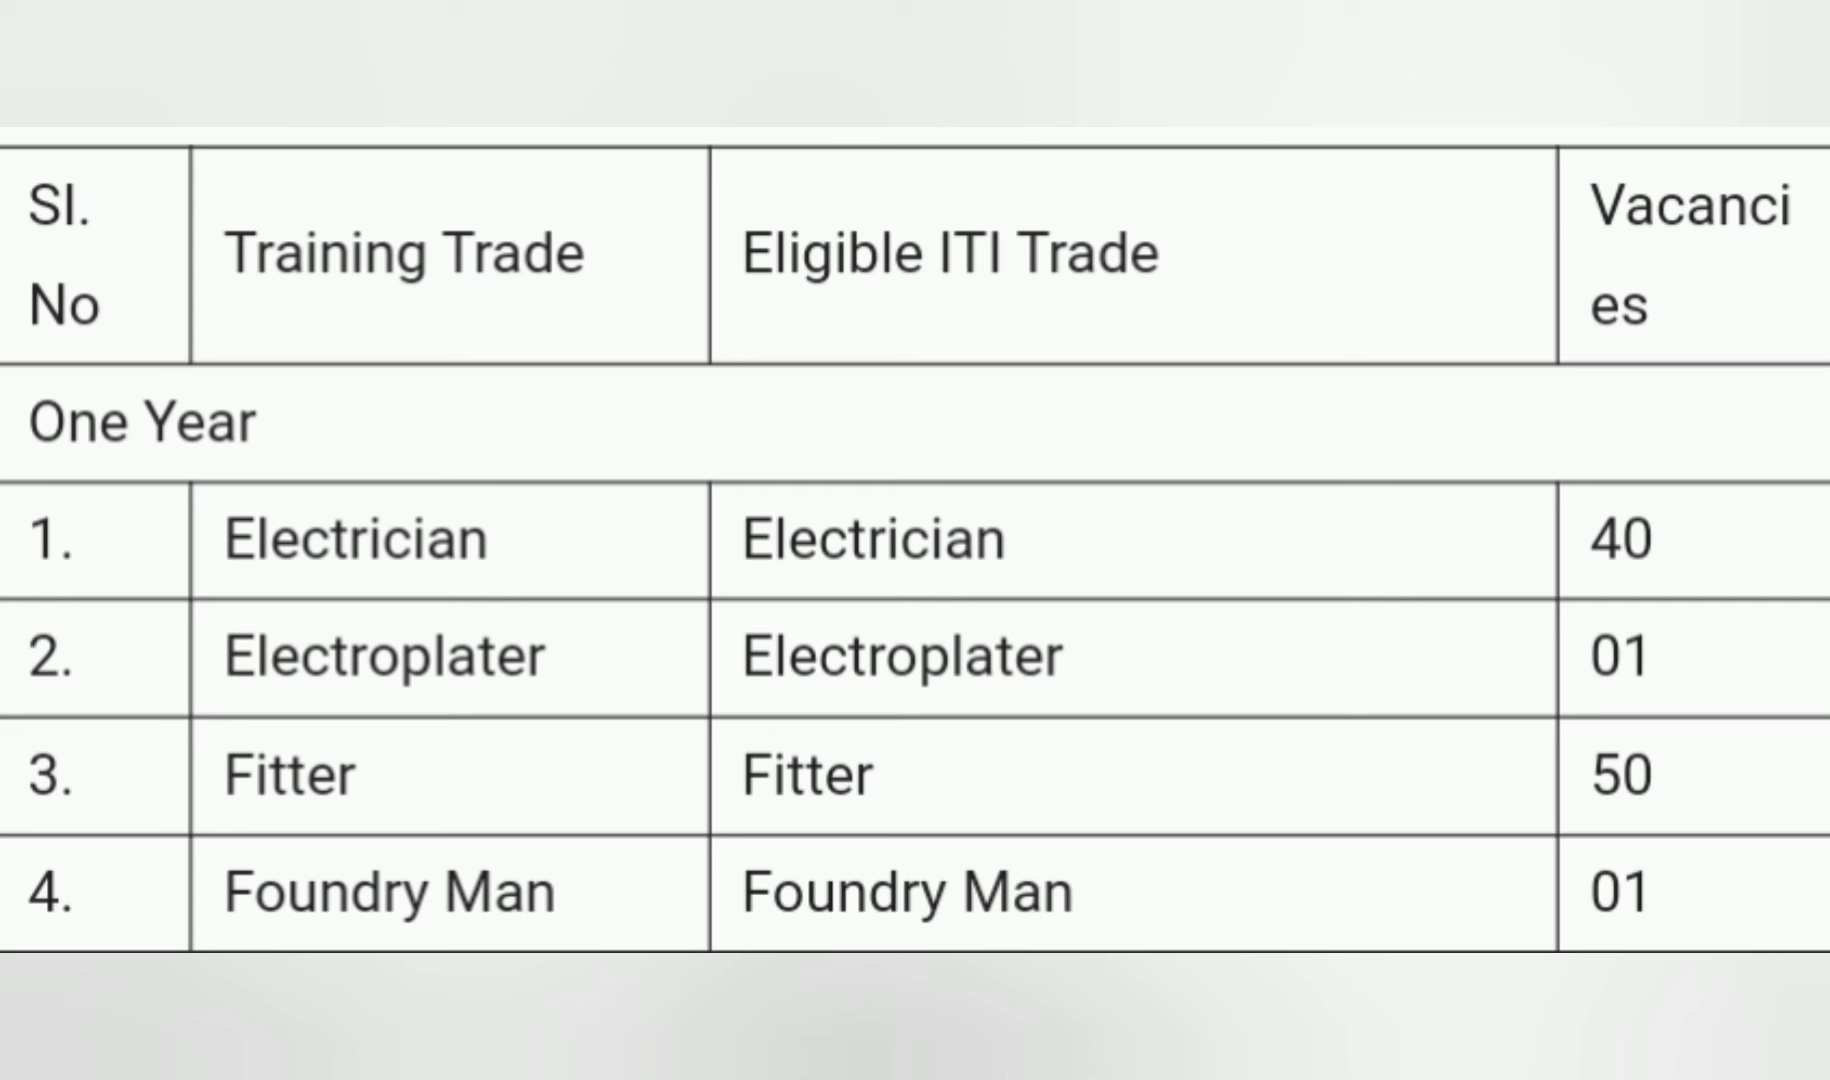 Sl.
No
Training Trade
Eligible ITI Trade
Vacanci
es
One Year
1.
Electrician
Electrician
40
2.
Electroplater
Electroplater
01
3.
Fitter
Fitter
50
4.
Foundry Man
Foundry Man
01